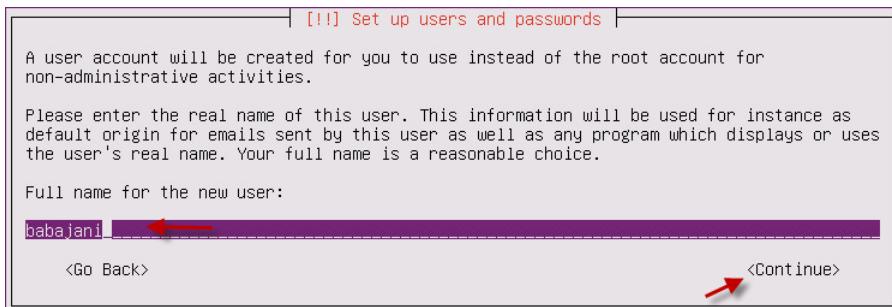 [!!] Set up users and passwords
A user account will be created for you to use instead of the root account for
non-administrative activities.
Please enter the real name of this user. This information will be used for instance as
default origin for emails sent by this user as well as any program which displays or uses
the user's real name. Your full name is a reasonable choice.
Full name for the new user:
babajani
<Go Back> <Continue>